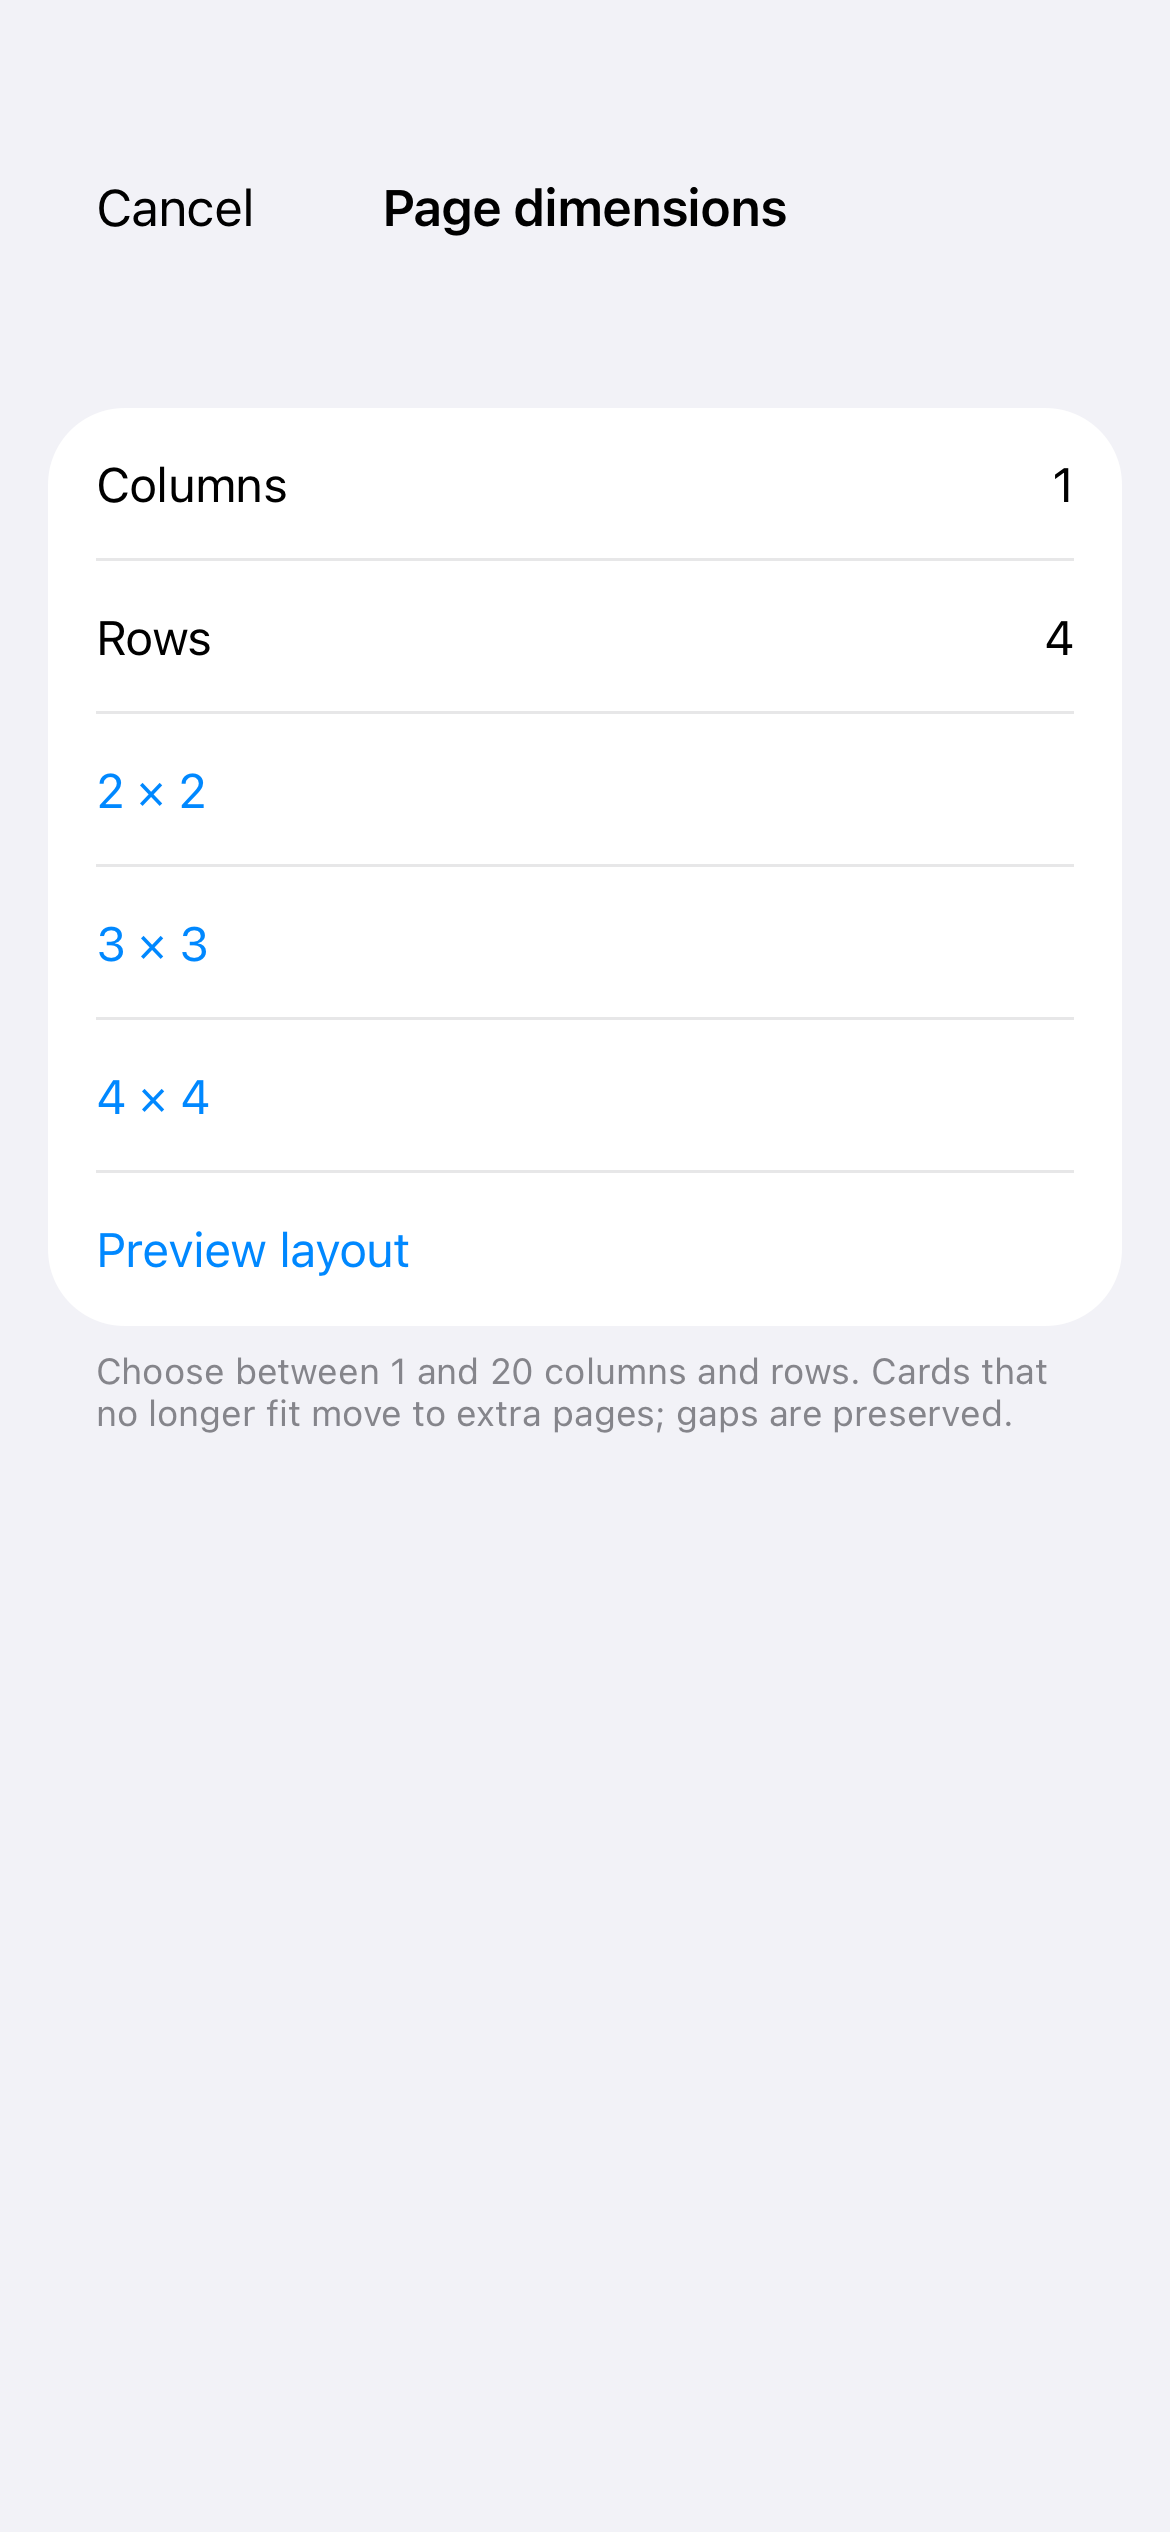 Cancel Page dimensions
Columns 1
Rows 4
2 × 2
3 × 3
4 × 4
Preview layout
Choose between 1 and 20 columns and rows. Cards that
no longer fit move to extra pages; gaps are preserved.